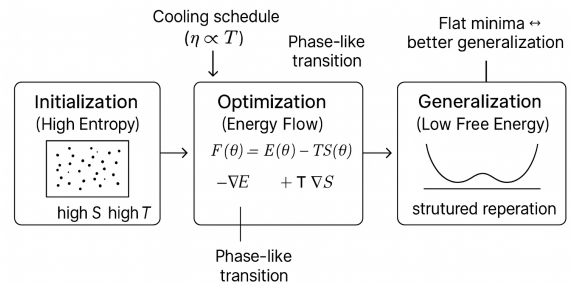 Cooling schedule
(η ∝ T)
Phase-like
transition
Flat minima ↔
better generalization
Initialization
(High Entropy)
high S high T
Optimization
(Energy Flow)
F(θ) = E(θ) − TS(θ)
−∇E + T ∇S
Generalization
(Low Free Energy)
strutured reperation
Phase-like
transition